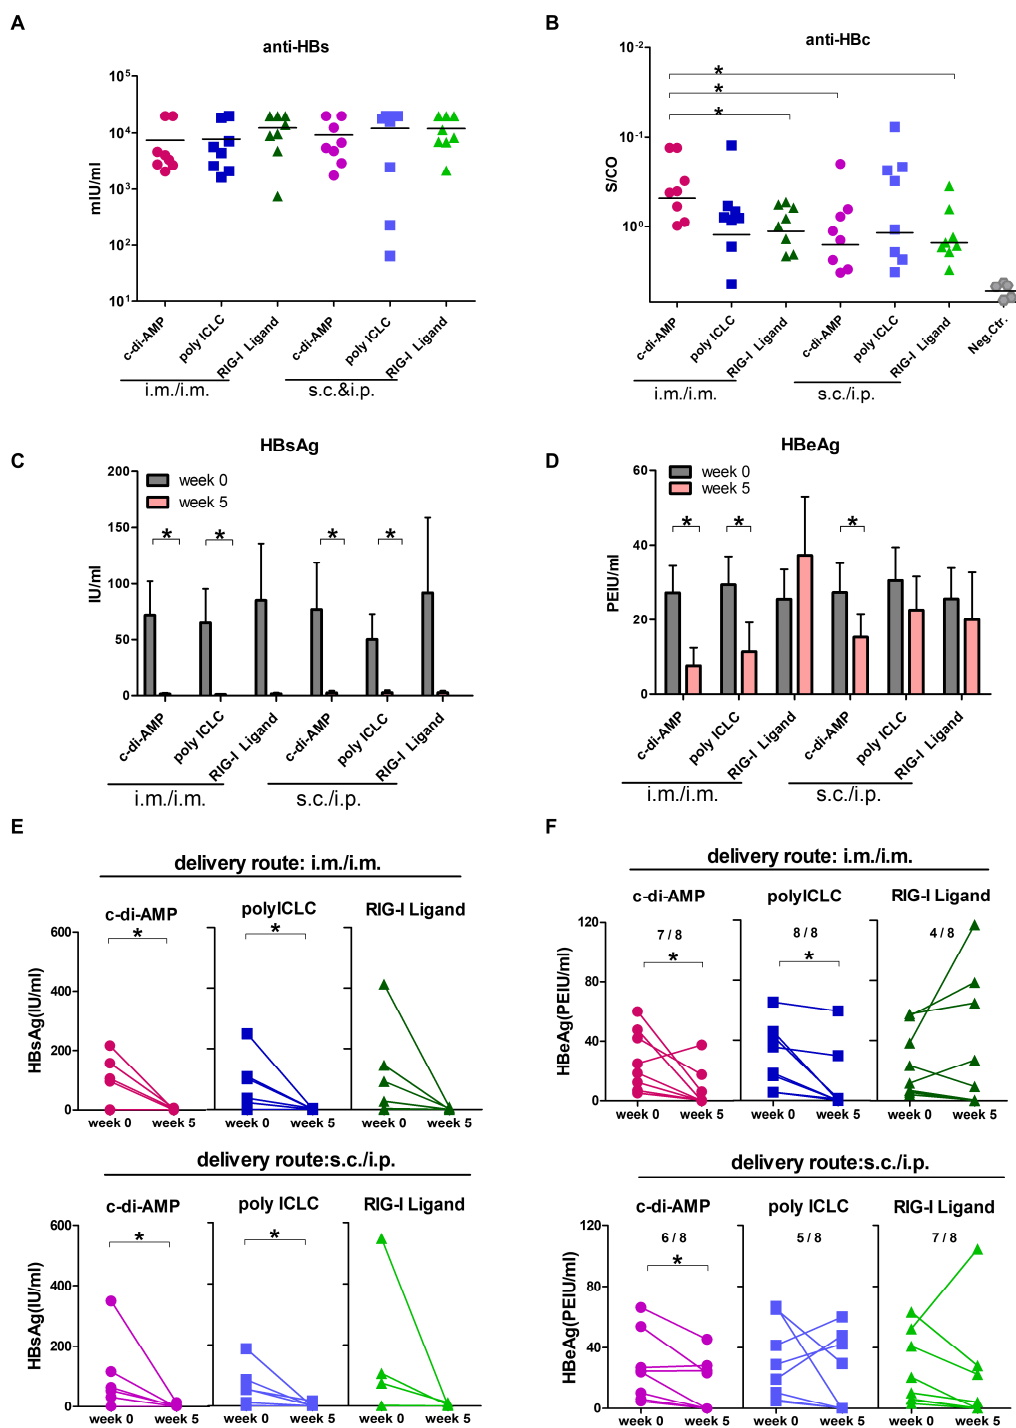 A
anti-HBs
mIU/ml
10^5
10^4
10^3
10^2
10^1
c-di-AMP
poly ICLC
RIG-I Ligand
c-di-AMP
poly ICLC
RIG-I Ligand
i.m./i.m.
s.c.&i.p.
B
anti-HBc
S/CO
10^-2
10^-1
10^0
*
*
*
c-di-AMP
poly ICLC
RIG-I Ligand
c-di-AMP
poly ICLC
RIG-I Ligand
Neg.Ctr.
i.m./i.m.
s.c./i.p.
C
HBsAg
IU/ml
200
150
100
50
0
week 0
week 5
* * * *
c-di-AMP
poly ICLC
RIG-I Ligand
c-di-AMP
poly ICLC
RIG-I Ligand
i.m./i.m.
s.c./i.p.
D
HBeAg
PEIU/ml
60
40
20
0
week 0
week 5
* * *
c-di-AMP
poly ICLC
RIG-I Ligand
c-di-AMP
poly ICLC
RIG-I Ligand
i.m./i.m.
s.c./i.p.
E
delivery route: i.m./i.m.
c-di-AMP polyICLC RIG-I Ligand
HBsAg(IU/ml)
600
400
200
0
* *
week 0 week 5 week 0 week 5 week 0 week 5
delivery route:s.c./i.p.
c-di-AMP poly ICLC RIG-I Ligand
HBsAg(IU/ml)
600
400
200
0
* *
week 0 week 5 week 0 week 5 week 0 week 5
F
delivery route: i.m./i.m.
c-di-AMP polyICLC RIG-I Ligand
HBeAg(PEIU/ml)
120
80
40
0
7 / 8 8 / 8 4 / 8
* *
week 0 week 5 week 0 week 5 week 0 week 5
delivery route:s.c./i.p.
c-di-AMP poly ICLC RIG-I Ligand
HBeAg(PEIU/ml)
120
80
40
0
6 / 8 5 / 8 7 / 8
*
week 0 week 5 week 0 week 5 week 0 week 5